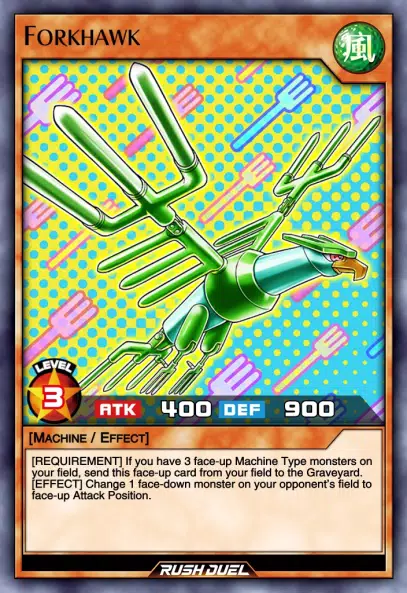 FORKHAWK
風
LEVEL
3
ATK 400 DEF 900
[MACHINE / EFFECT]
[REQUIREMENT] If you have 3 face-up Machine Type monsters on
your field, send this face-up card from your field to the Graveyard.
[EFFECT] Change 1 face-down monster on your opponent's field to
face-up Attack Position.
RUSH DUEL